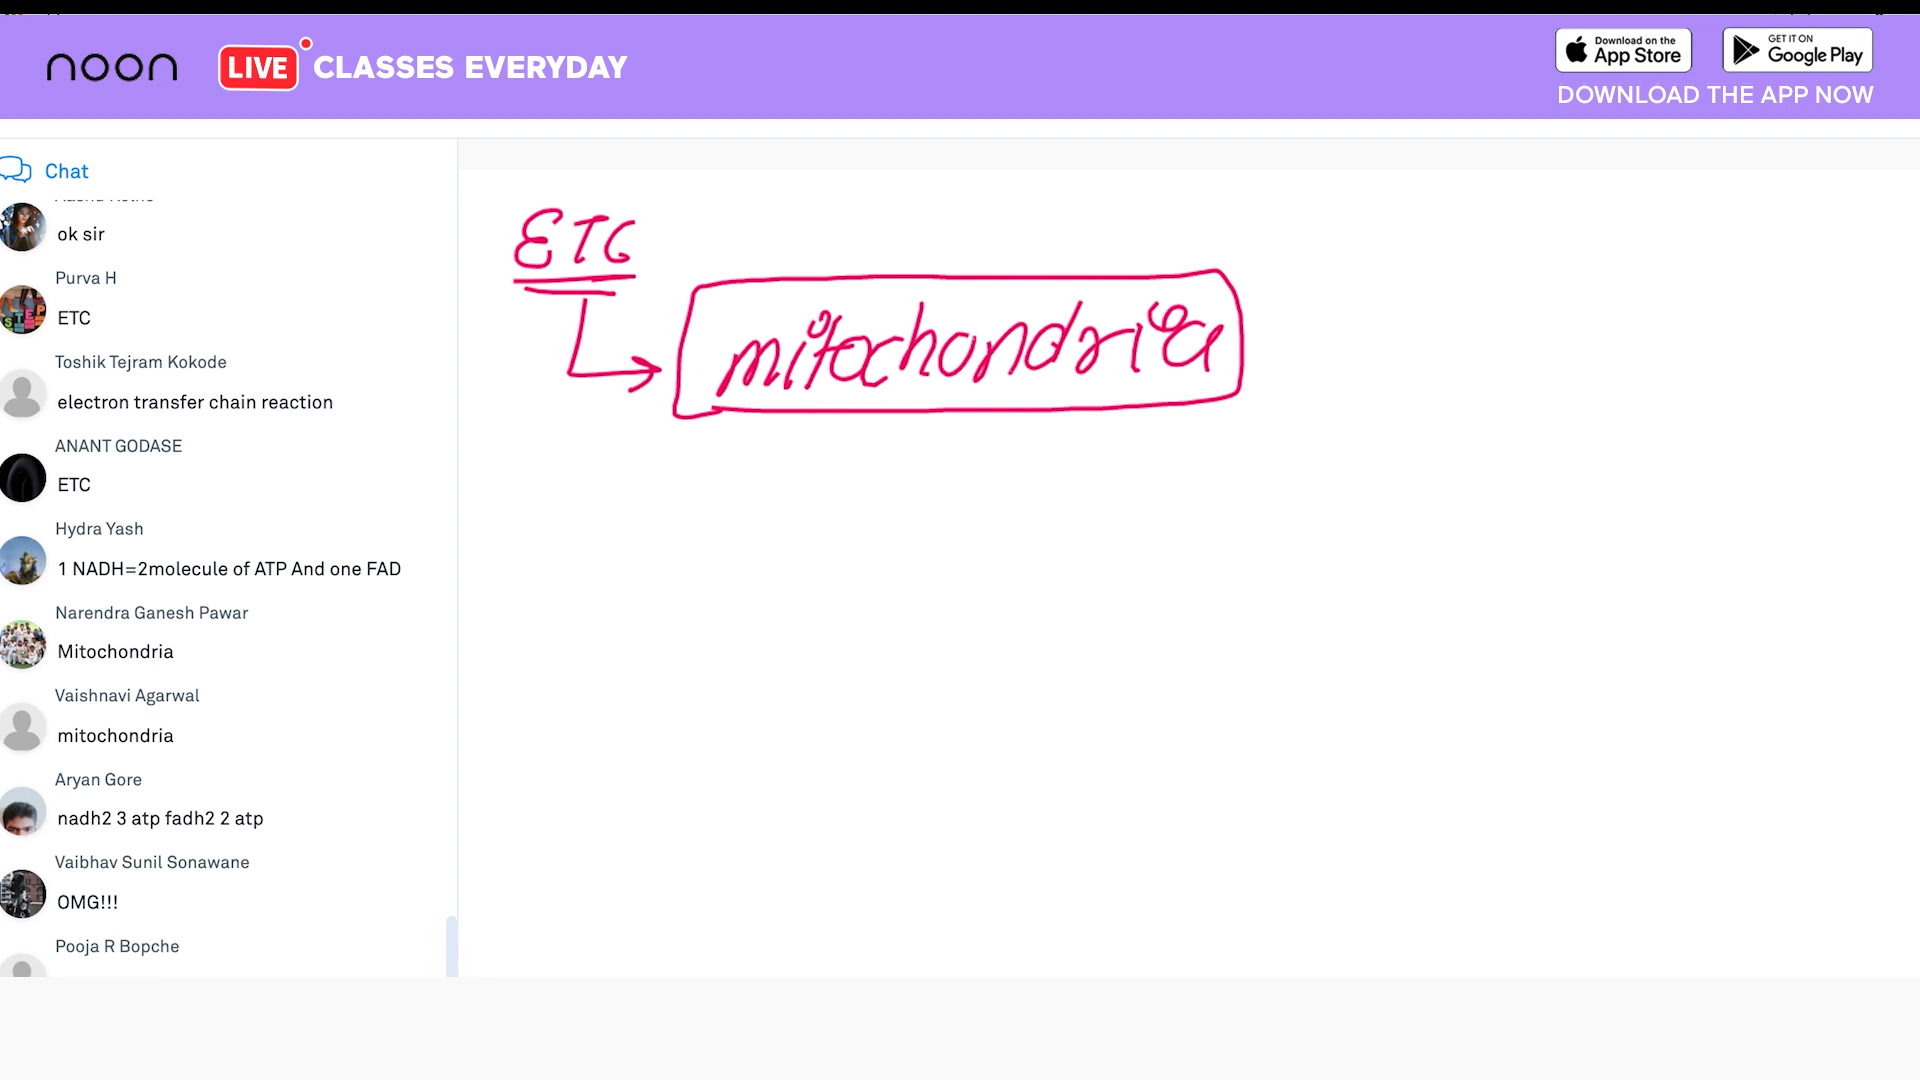 noon LIVE CLASSES EVERYDAY
Download on the App Store
GET IT ON Google Play
DOWNLOAD THE APP NOW
Chat
ok sir
Purva H
ETC
Toshik Tejram Kokode
electron transfer chain reaction
ANANT GODASE
ETC
Hydra Yash
1 NADH=2molecule of ATP And one FAD
Narendra Ganesh Pawar
Mitochondria
Vaishnavi Agarwal
mitochondria
Aryan Gore
nadh2 3 atp fadh2 2 atp
Vaibhav Sunil Sonawane
OMG!!!
Pooja R Bopche
ETC
mitochondria